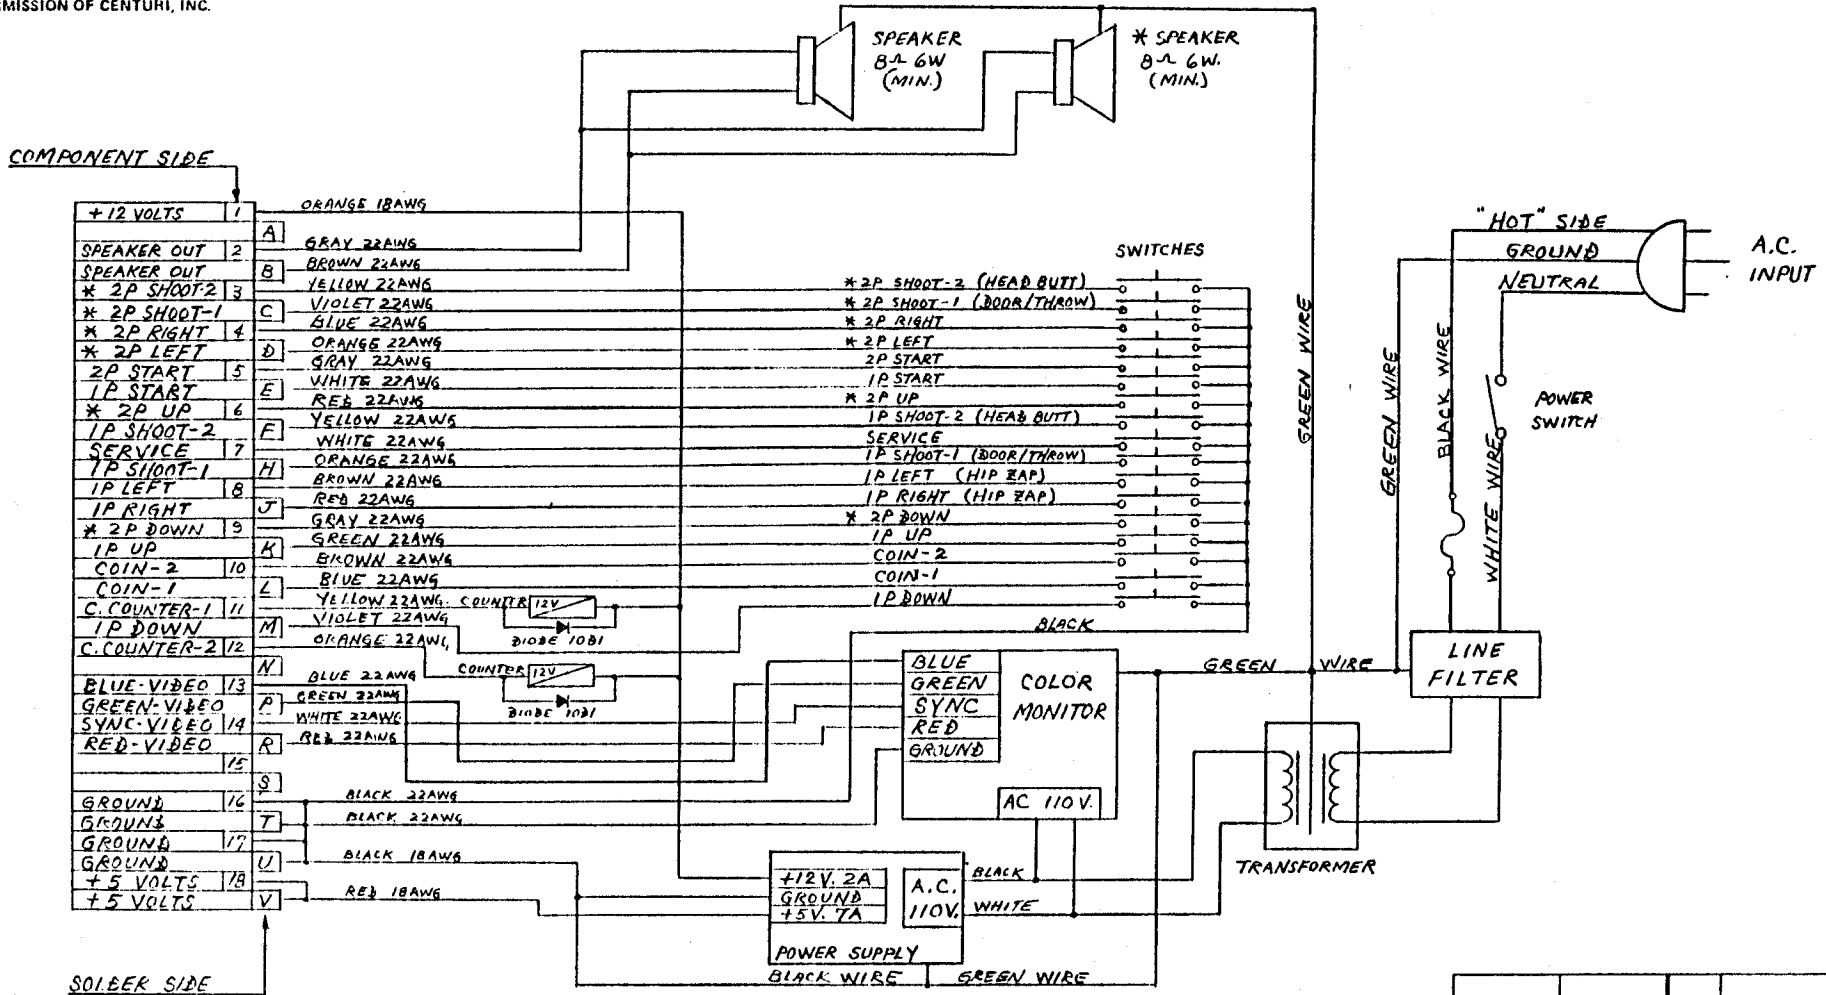 MISSION OF CENTURI, INC.
SPEAKER
8Ω 6W
(MIN.)
* SPEAKER
8Ω 6W.
(MIN.)
COMPONENT SIDE
+12 VOLTS 1 ORANGE 18AWG
A
SPEAKER OUT 2 GRAY 22AWG
SPEAKER OUT B BROWN 22AWG
* 2P SHOOT-2 3 YELLOW 22AWG
* 2P SHOOT-1 C VIOLET 22AWG
* 2P RIGHT 4 BLUE 22AWG
* 2P LEFT D ORANGE 22AWG
2P START 5 GRAY 22AWG
1P START E WHITE 22AWG
* 2P UP 6 RED 22AWG
1P SHOOT-2 F YELLOW 22AWG
SERVICE 7 WHITE 22AWG
1P SHOOT-1 H ORANGE 22AWG
1P LEFT 8 BROWN 22AWG
1P RIGHT J RED 22AWG
* 2P DOWN 9 GRAY 22AWG
1P UP K GREEN 22AWG
COIN-2 10 BROWN 22AWG
COIN-1 L BLUE 22AWG
C. COUNTER-1 11 YELLOW 22AWG
1P DOWN M VIOLET 22AWG
C. COUNTER-2 12 ORANGE 22AWG
N
BLUE-VIDEO 13 BLUE 22AWG
GREEN-VIDEO P GREEN 22AWG
SYNC-VIDEO 14 WHITE 22AWG
RED-VIDEO R RED 22AWG
15
S
GROUND 16 BLACK 22AWG
GROUND T BLACK 22AWG
GROUND 17
GROUND U BLACK 18AWG
+5 VOLTS 18
+5 VOLTS V RED 18AWG
SOLDER SIDE
COUNTER 12V
DIODE 10D1
COUNTER 12V
DIODE 10D1
SWITCHES
* 2P SHOOT-2 (HEAD BUTT)
* 2P SHOOT-1 (DOOR/THROW)
* 2P RIGHT
* 2P LEFT
2P START
1P START
* 2P UP
1P SHOOT-2 (HEAD BUTT)
SERVICE
1P SHOOT-1 (DOOR/THROW)
1P LEFT (HIP ZAP)
1P RIGHT (HIP ZAP)
* 2P DOWN
1P UP
COIN-2
COIN-1
1P DOWN
BLACK
BLUE
GREEN
SYNC
RED
GROUND
COLOR
MONITOR
AC 110V.
+12V. 2A
GROUND
+5V. 7A
A.C.
110V.
POWER SUPPLY
BLACK
WHITE
BLACK WIRE
GREEN WIRE
GREEN WIRE
GREEN WIRE
TRANSFORMER
"HOT" SIDE
GROUND
NEUTRAL
A.C.
INPUT
GREEN WIRE
BLACK WIRE
WHITE WIRE
POWER
SWITCH
LINE
FILTER